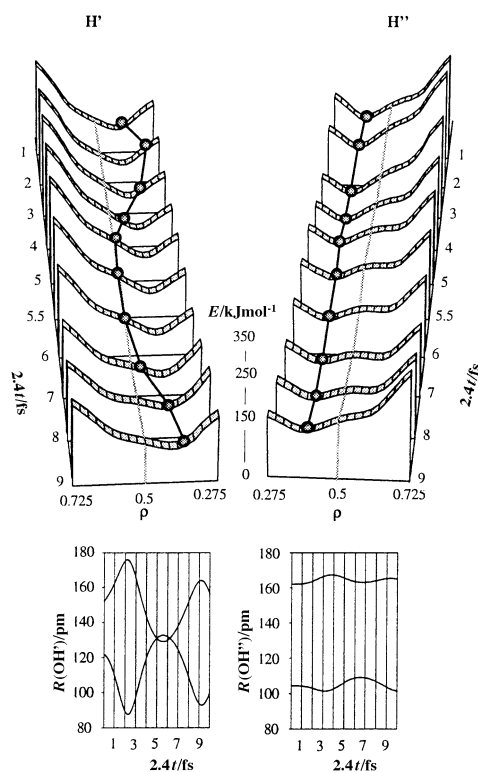 H' H''
1 1
2 2
3 3
4 4
5 5
5.5 E/kJmol⁻¹ 5.5
350
6 250 6
2.4t/fs 2.4t/fs
7 150 7
8 8
9 0 9
0.725 0.5 0.275 0.275 0.5 0.725
ρ ρ
180 180
160 160
140 140
120 120
100 100
80 80
R(OH')/pm R(OH'')/pm
1 3 5 7 9 1 3 5 7 9
2.4t/fs 2.4t/fs